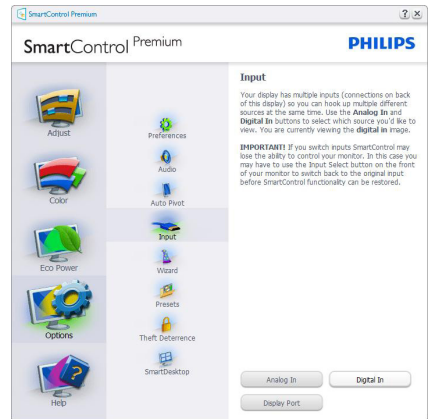 SmartControl Premium
SmartControl Premium
PHILIPS
Adjust
Color
Eco Power
Options
Help
Preferences
Audio
Auto Pivot
Input
Wizard
Presets
Theft Deterrence
SmartDesktop
Input
Your display has multiple inputs (connections on back
of this display) so you can hook up multiple different
sources at the same time. Use the Analog In and
Digital In buttons to select which source you'd like to
view. You are currently viewing the digital in image.
IMPORTANT! If you switch inputs SmartControl may
lose the ability to control your monitor. In this case you
may have to use the Input Select button on the front
of your monitor to switch back to the original input
before SmartControl functionality can be restored.
Analog In
Digital In
Display Port